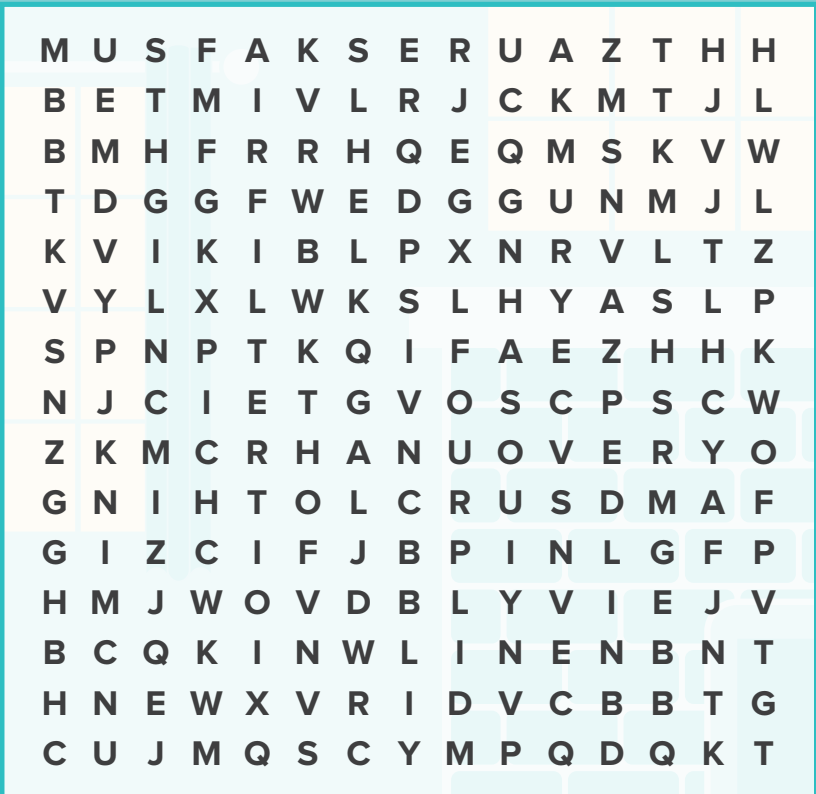 M U S F A K S E R U A Z T H H
B E T M I V L R J C K M T J L
B M H F R R H Q E Q M S K V W
T D G G F W E D G G U N M J L
K V I K I B L P X N R V L T Z
V Y L X L W K S L H Y A S L P
S P N P T K Q I F A E Z H H K
N J C I E T G V O S C P S C W
Z K M C R H A N U O V E R Y O
G N I H T O L C R U S D M A F
G I Z C I F J B P I N L G F P
H M J W O V D B L Y V I E J V
B C Q K I N W L I N E N B N T
H N E W X V R I D V C B B T G
C U J M Q S C Y M P Q D Q K T